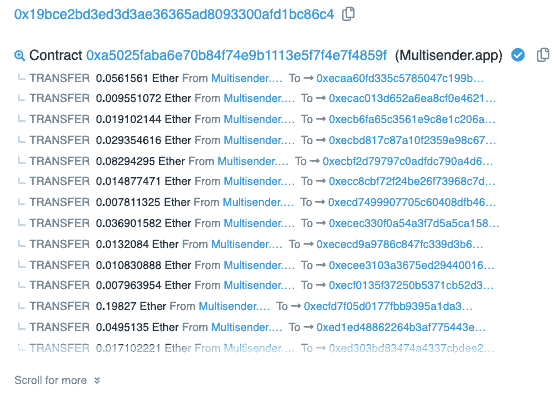 0x19bce2bd3ed3d3ae36365ad8093300afd1bc86c4
Contract 0xa5025faba6e70b84f74e9b1113e5f7f4e7f4859f (Multisender.app)
TRANSFER 0.0561561 Ether From Multisender.... To → 0xecaa60fd335c5785047c199b...
TRANSFER 0.009551072 Ether From Multisender.... To → 0xecac013d652a6ea8cf0e4621...
TRANSFER 0.019102144 Ether From Multisender.... To → 0xecb6fa65c3561e9c8e1c206a...
TRANSFER 0.029354616 Ether From Multisender.... To → 0xecbd817c87a10f2359e98c67...
TRANSFER 0.08294295 Ether From Multisender.... To → 0xecbf2d79797c0adfdc790a4d6...
TRANSFER 0.014877471 Ether From Multisender.... To → 0xecc8cbf72f24be26f73968c7d...
TRANSFER 0.007811325 Ether From Multisender.... To → 0xecd7499907705c60408dfb46...
TRANSFER 0.036901582 Ether From Multisender.... To → 0xecec330f0a54a3f7d5a5ca158...
TRANSFER 0.0132084 Ether From Multisender.... To → 0xececd9a9786c847fc339d3b6...
TRANSFER 0.010830888 Ether From Multisender.... To → 0xecee3103a3675ed29440016...
TRANSFER 0.007963954 Ether From Multisender.... To → 0xecf0135f37250b5371cb52d3...
TRANSFER 0.19827 Ether From Multisender.... To → 0xecfd7f05d0177fbb9395a1da3...
TRANSFER 0.0495135 Ether From Multisender.... To → 0xed1ed48862264b3af775443e...
TRANSFER 0.017102221 Ether From Multisender.... To → 0xed303bd83474a4337cbdee2...
Scroll for more